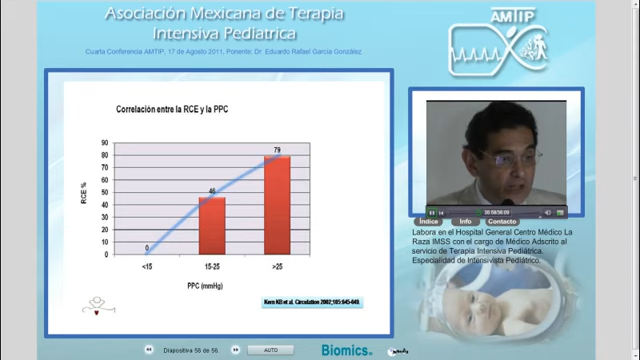 Asociación Mexicana de Terapia
Intensiva Pediatrica
Cuarta Conferencia AMTIP, 17 de Agosto 2011, Ponente: Dr. Eduardo Rafael García González
AMTIP
Correlación entre la RCE y la PPC
RCE %
90
80
70
60
50
40
30
20
10
0
0
46
79
<15
15-25
>25
PPC (mmHg)
Kern KB et al. Circulation 2002;105:645-649.
Índice
Info
Contacto
Labora en el Hospital General Centro Médico La
Raza IMSS con el cargo de Médico Adscrito al
servicio de Terapia Intensiva Pediátrica.
Especialidad de Intensivista Pediátrico.
Diapositiva 56 de 56.
AUTO
Biomics